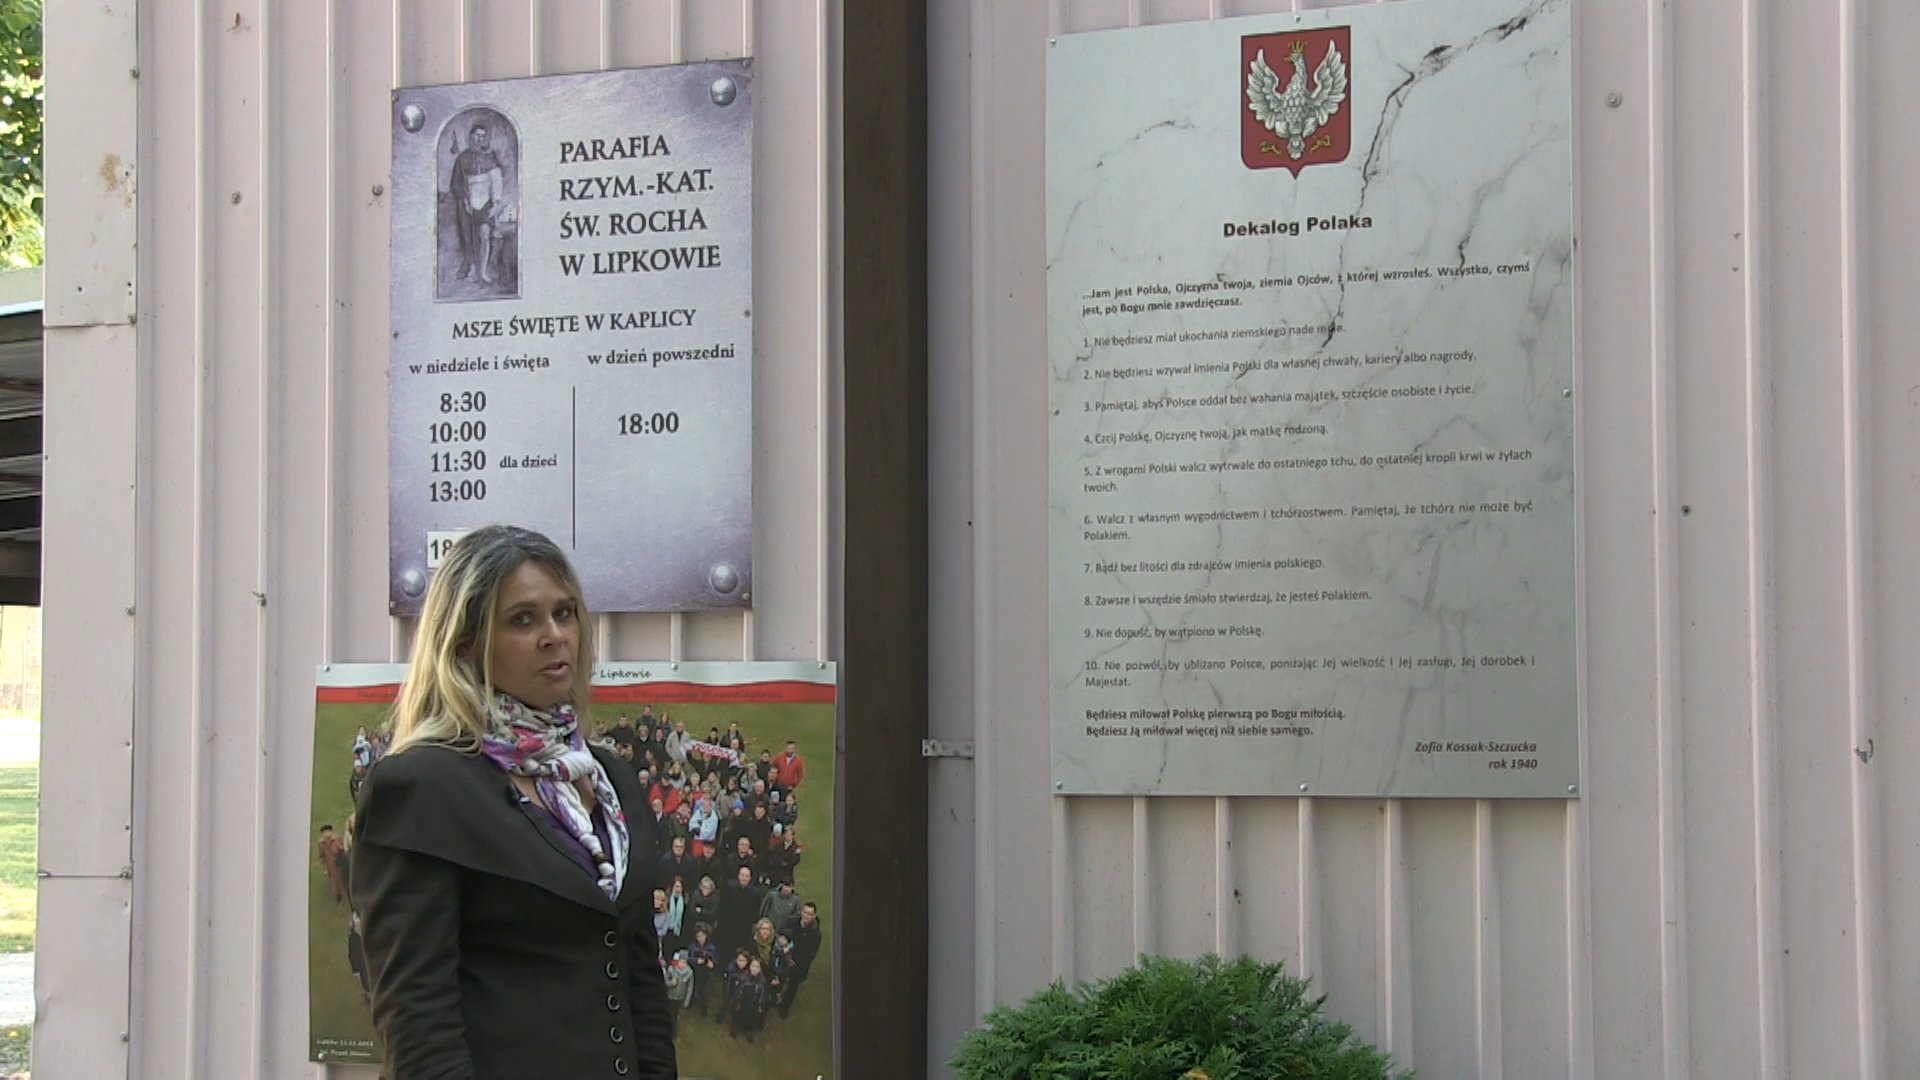 PARAFIA
RZYM.-KAT.
ŚW. ROCHA
W LIPKOWIE
MSZE ŚWIĘTE W KAPLICY
w niedziele i święta
w dzień powszedni
8:30
10:00
11:30 dla dzieci
13:00
18
18:00
Lipkowie
Dekalog Polaka
...Jam jest Polska, Ojczyzna twoja, ziemia Ojców, z której wzrosłeś. Wszystko, czymś
jest, po Bogu mnie zawdzięczasz.
1. Nie będziesz miał ukochania ziemskiego nade mnie.
2. Nie będziesz wzywał imienia Polski dla własnej chwały, kariery albo nagrody.
3. Pamiętaj, abyś Polsce oddał bez wahania majątek, szczęście osobiste i życie.
4. Czcij Polskę, Ojczyznę twoją, jak matkę rodzoną.
5. Z wrogami Polski walcz wytrwale do ostatniego tchu, do ostatniej kropli krwi w żyłach
twoich.
6. Walcz z własnym wygodnictwem i tchórzostwem. Pamiętaj, że tchórz nie może być
Polakiem.
7. Bądź bez litości dla zdrajców imienia polskiego.
8. Zawsze i wszędzie śmiało stwierdzaj, że jesteś Polakiem.
9. Nie dopuść, by wątpiono w Polskę.
10. Nie pozwól, by ubliżano Polsce, poniżając Jej wielkość i Jej zasługi, Jej dorobek i
Majestat.
Będziesz miłował Polskę pierwszą po Bogu miłością.
Będziesz Ją miłował więcej niż siebie samego.
Zofia Kossak-Szczucka
rok 1940